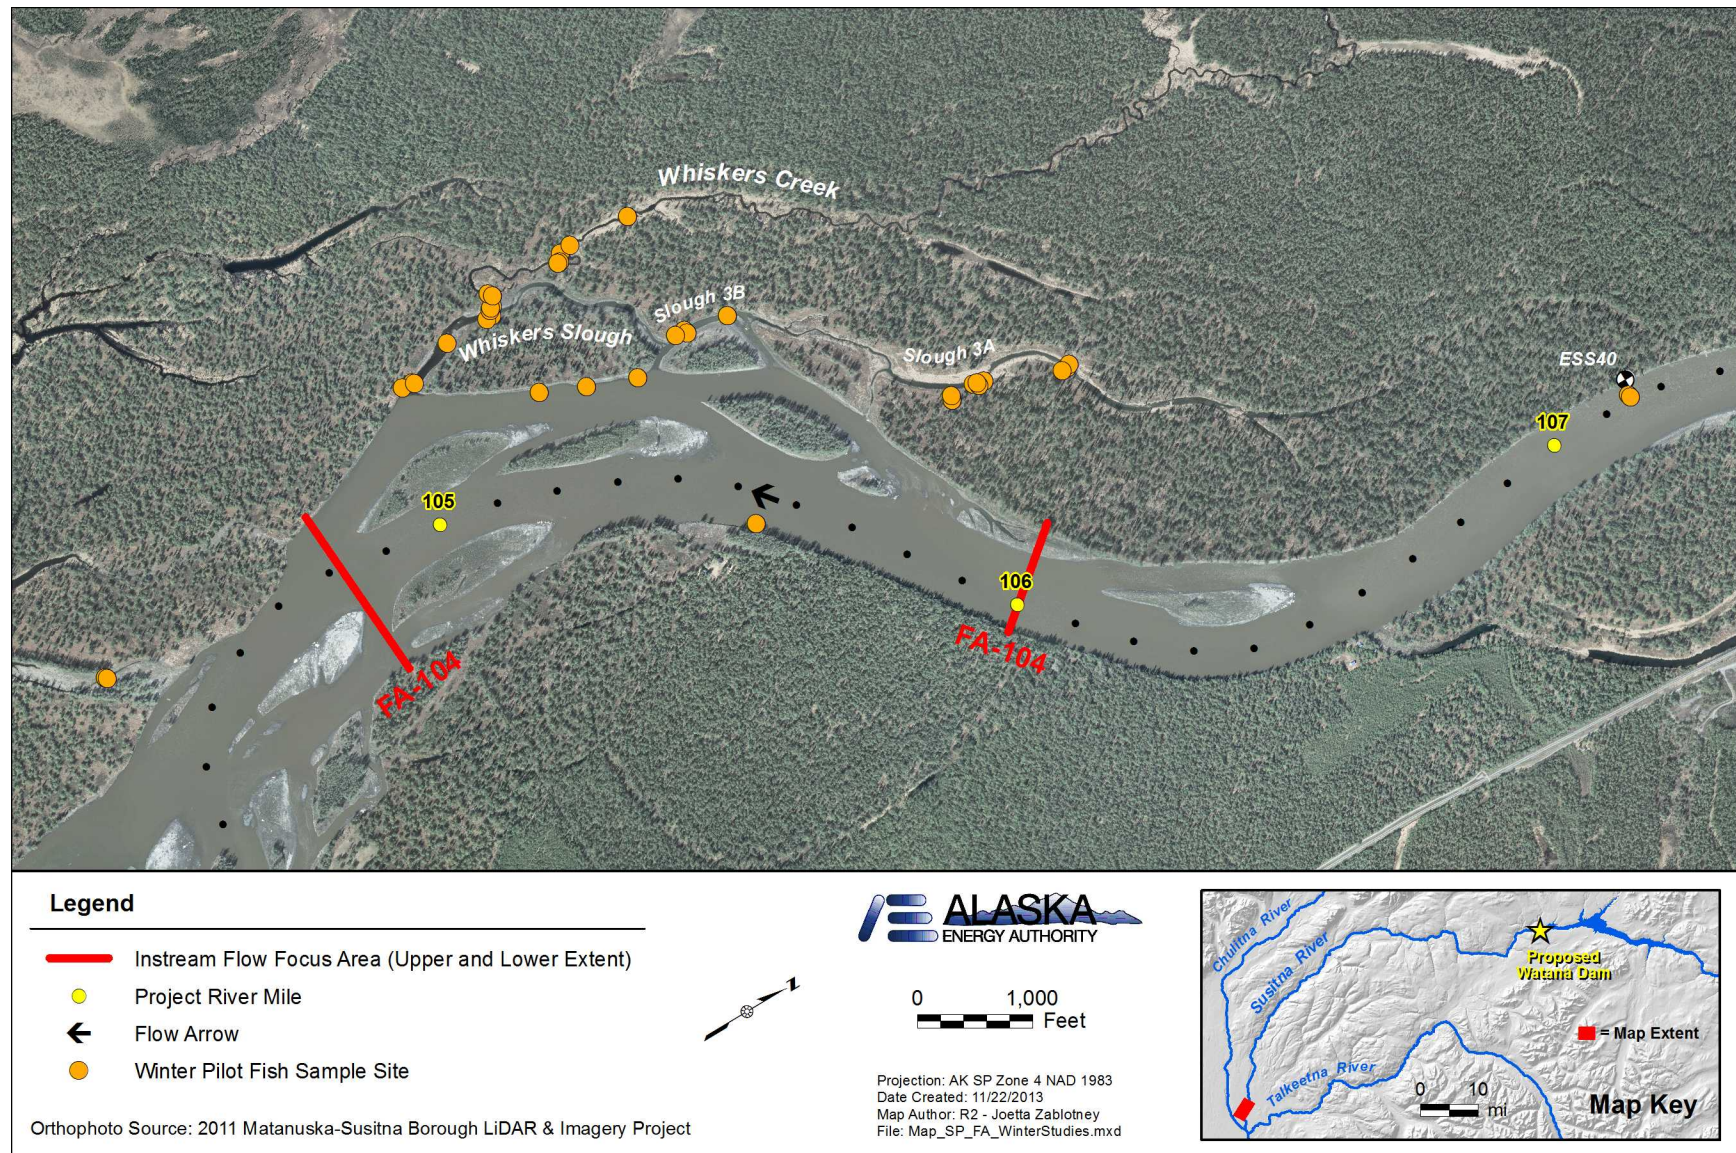 Whiskers Creek
Slough 3B
Whiskers Slough
Slough 3A
ESS40
107
105
106
FA-104
FA-104
Legend
Instream Flow Focus Area (Upper and Lower Extent)
Project River Mile
Flow Arrow
Winter Pilot Fish Sample Site
Orthophoto Source: 2011 Matanuska-Susitna Borough LiDAR & Imagery Project
N
ALASKA
ENERGY AUTHORITY
0 1,000
Feet
Projection: AK SP Zone 4 NAD 1983
Date Created: 11/22/2013
Map Author: R2 - Joetta Zablotney
File: Map_SP_FA_WinterStudies.mxd
Chulitna River
Susitna River
Proposed
Watana Dam
= Map Extent
Talkeetna River
0 10
mi
Map Key